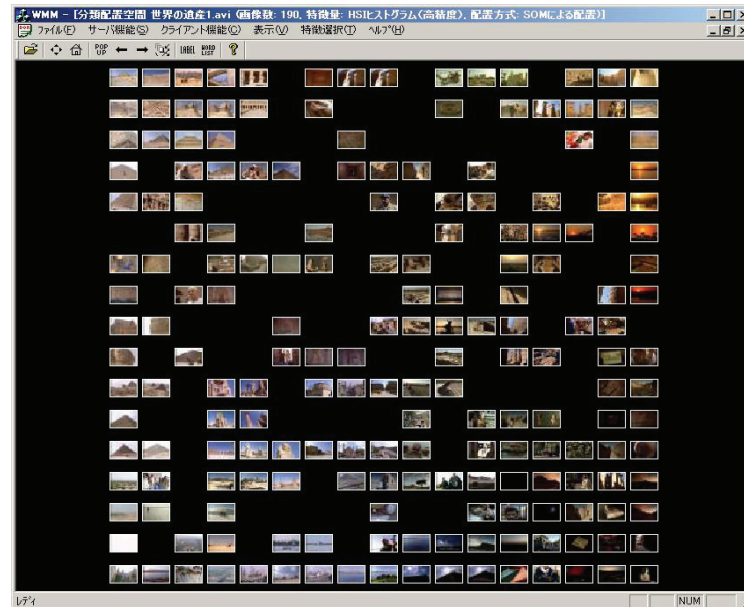 WMM - [分類配置空間 世界の遺産1.avi (画像数: 190, 特徴量: HSIヒストグラム(高精度), 配置方式: SOMによる配置)]
ファイル(F) サーバ機能(S) クライアント機能(C) 表示(V) 特徴選択(T) ヘルプ(H)
POP UP LABEL WORD LIST
レディ NUM